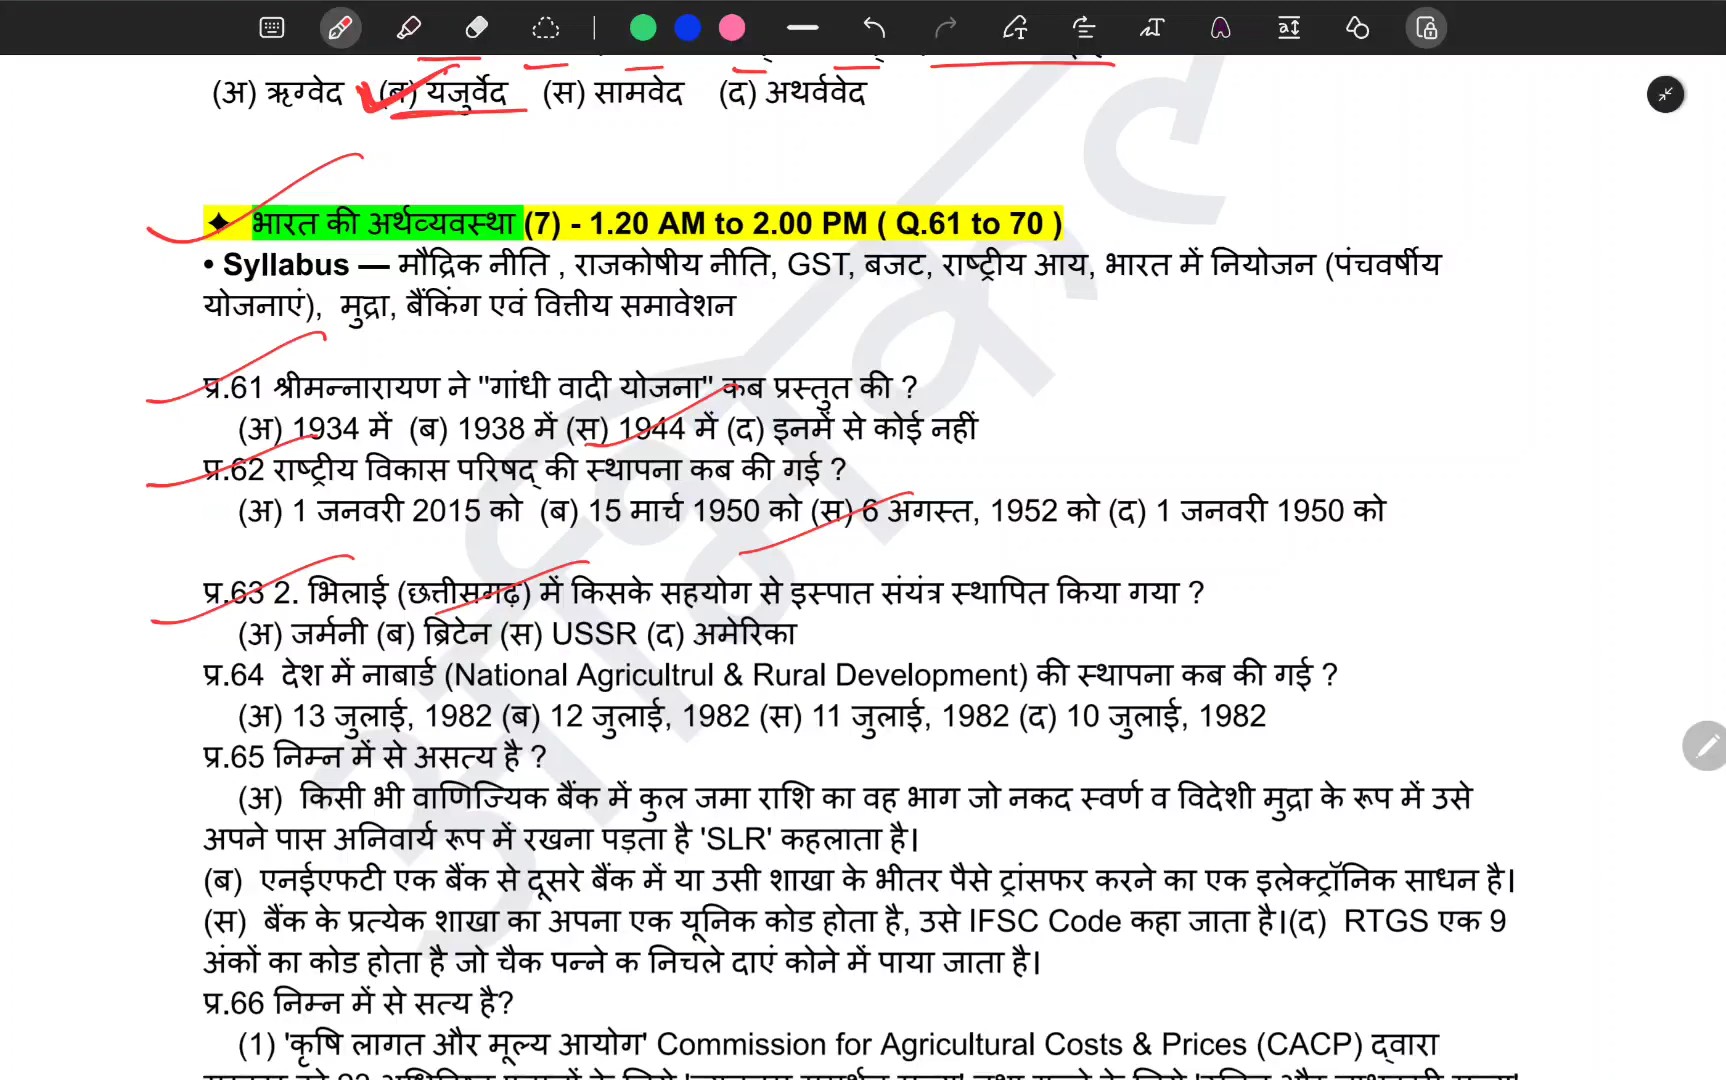 (अ) ऋग्वेद (ब) यजुर्वेद (स) सामवेद (द) अथर्ववेद
✦ भारत की अर्थव्यवस्था (7) - 1.20 AM to 2.00 PM ( Q.61 to 70 )
• Syllabus — मौद्रिक नीति , राजकोषीय नीति, GST, बजट, राष्ट्रीय आय, भारत में नियोजन (पंचवर्षीय
योजनाएं), मुद्रा, बैंकिंग एवं वित्तीय समावेशन
प्र.61 श्रीमन्नारायण ने "गांधी वादी योजना" कब प्रस्तुत की ?
(अ) 1934 में (ब) 1938 में (स) 1944 में (द) इनमें से कोई नहीं
प्र.62 राष्ट्रीय विकास परिषद् की स्थापना कब की गई ?
(अ) 1 जनवरी 2015 को (ब) 15 मार्च 1950 को (स) 6 अगस्त, 1952 को (द) 1 जनवरी 1950 को
प्र.63 2. भिलाई (छत्तीसगढ़) में किसके सहयोग से इस्पात संयंत्र स्थापित किया गया ?
(अ) जर्मनी (ब) ब्रिटेन (स) USSR (द) अमेरिका
प्र.64 देश में नाबार्ड (National Agricultrul & Rural Development) की स्थापना कब की गई ?
(अ) 13 जुलाई, 1982 (ब) 12 जुलाई, 1982 (स) 11 जुलाई, 1982 (द) 10 जुलाई, 1982
प्र.65 निम्न में से असत्य है ?
(अ) किसी भी वाणिज्यिक बैंक में कुल जमा राशि का वह भाग जो नकद स्वर्ण व विदेशी मुद्रा के रूप में उसे
अपने पास अनिवार्य रूप में रखना पड़ता है 'SLR' कहलाता है।
(ब) एनईएफटी एक बैंक से दूसरे बैंक में या उसी शाखा के भीतर पैसे ट्रांसफर करने का एक इलेक्ट्रॉनिक साधन है।
(स) बैंक के प्रत्येक शाखा का अपना एक यूनिक कोड होता है, उसे IFSC Code कहा जाता है।(द) RTGS एक 9
अंकों का कोड होता है जो चैक पन्ने क निचले दाएं कोने में पाया जाता है।
प्र.66 निम्न में से सत्य है?
(1) 'कृषि लागत और मूल्य आयोग' Commission for Agricultural Costs & Prices (CACP) द्वारा